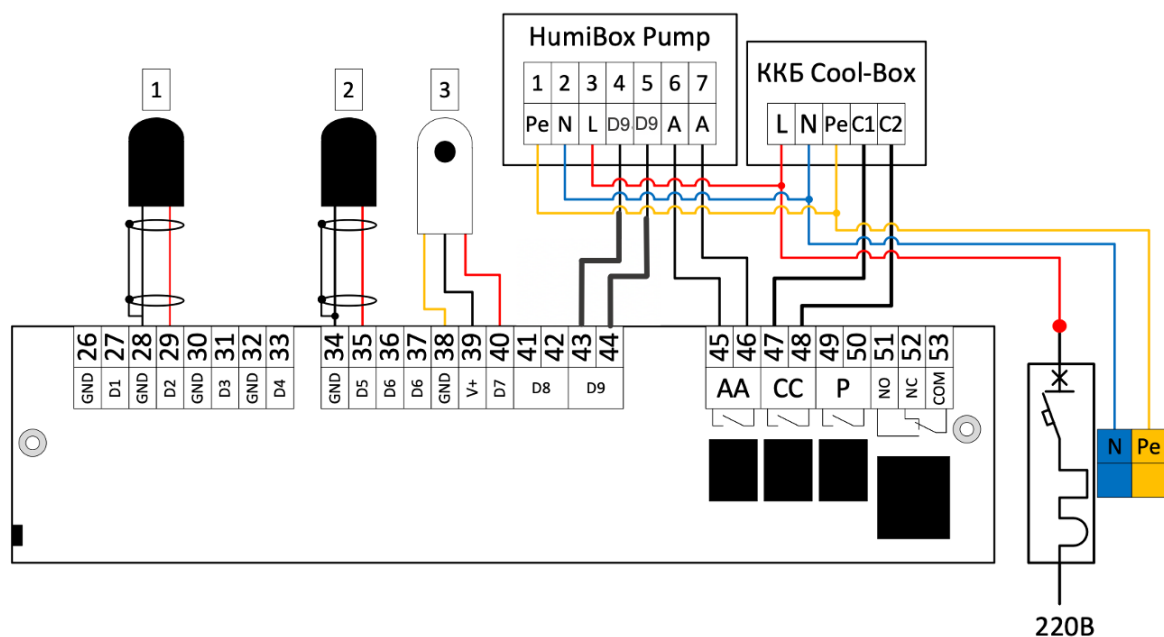 HumiBox Pump
1 2 3 4 5 6 7
Pe N L D9 D9 A A
ККБ Cool-Box
L N Pe C1 C2
1
2
3
26 27 28 29 30 31 32 33
GND D1 GND D2 GND D3 GND D4
34 35 36 37 38 39 40 41 42 43 44
GND D5 D6 D6 GND V+ D7 D8 D9
45 46 47 48 49 50 51 52 53
AA CC P NO NC COM
N Pe
220В